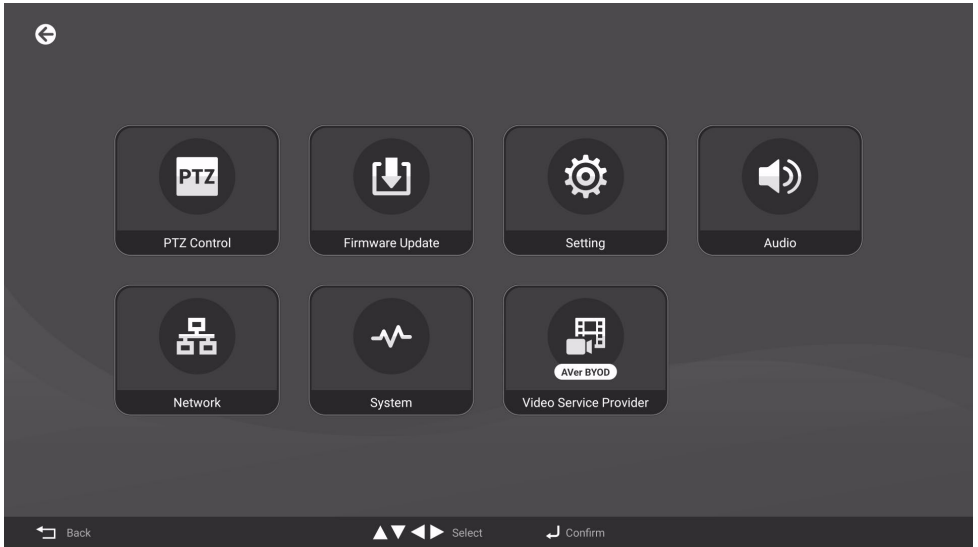 PTZ
PTZ Control
Firmware Update
Setting
Audio
Network
System
AVer BYOD
Video Service Provider
Back
Select
Confirm